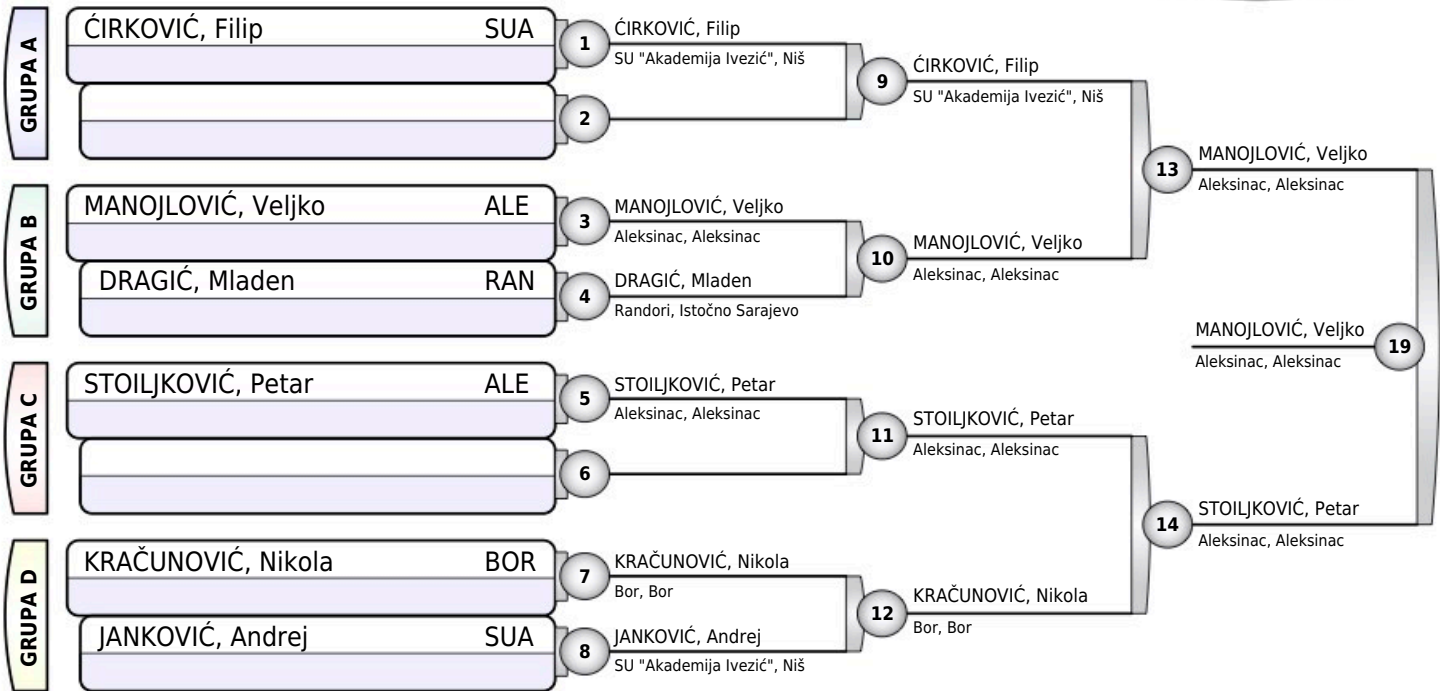 GRUPA A
ĆIRKOVIĆ, Filip SUA
1
ĆIRKOVIĆ, Filip
SU "Akademija Ivezić", Niš
2
9
ĆIRKOVIĆ, Filip
SU "Akademija Ivezić", Niš
GRUPA B
MANOJLOVIĆ, Veljko ALE
3
MANOJLOVIĆ, Veljko
Aleksinac, Aleksinac
DRAGIĆ, Mladen RAN
4
DRAGIĆ, Mladen
Randori, Istočno Sarajevo
10
MANOJLOVIĆ, Veljko
Aleksinac, Aleksinac
13
MANOJLOVIĆ, Veljko
Aleksinac, Aleksinac
GRUPA C
STOILJKOVIĆ, Petar ALE
5
STOILJKOVIĆ, Petar
Aleksinac, Aleksinac
6
11
STOILJKOVIĆ, Petar
Aleksinac, Aleksinac
GRUPA D
KRAČUNOVIĆ, Nikola BOR
7
KRAČUNOVIĆ, Nikola
Bor, Bor
JANKOVIĆ, Andrej SUA
8
JANKOVIĆ, Andrej
SU "Akademija Ivezić", Niš
12
KRAČUNOVIĆ, Nikola
Bor, Bor
14
STOILJKOVIĆ, Petar
Aleksinac, Aleksinac
MANOJLOVIĆ, Veljko
Aleksinac, Aleksinac
19